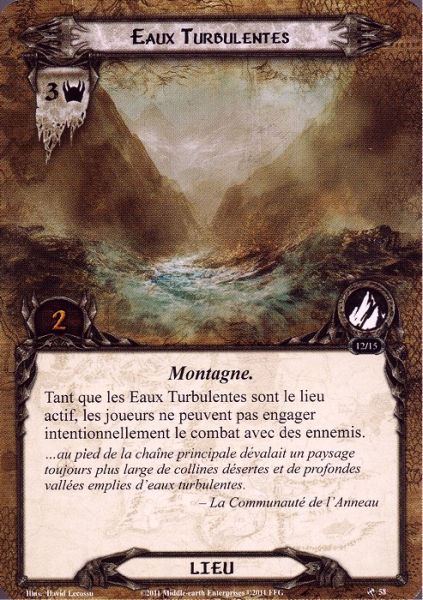 Eaux Turbulentes
3
2
12/15
Montagne.
Tant que les Eaux Turbulentes sont le lieu
actif, les joueurs ne peuvent pas engager
intentionnellement le combat avec des ennemis.
...au pied de la chaîne principale dévalait un paysage
toujours plus large de collines désertes et de profondes
vallées emplies d'eaux turbulentes.
– La Communauté de l'Anneau
LIEU
Illus. David Lecossu
©2011 Middle-earth Enterprises ©2011 FFG
58